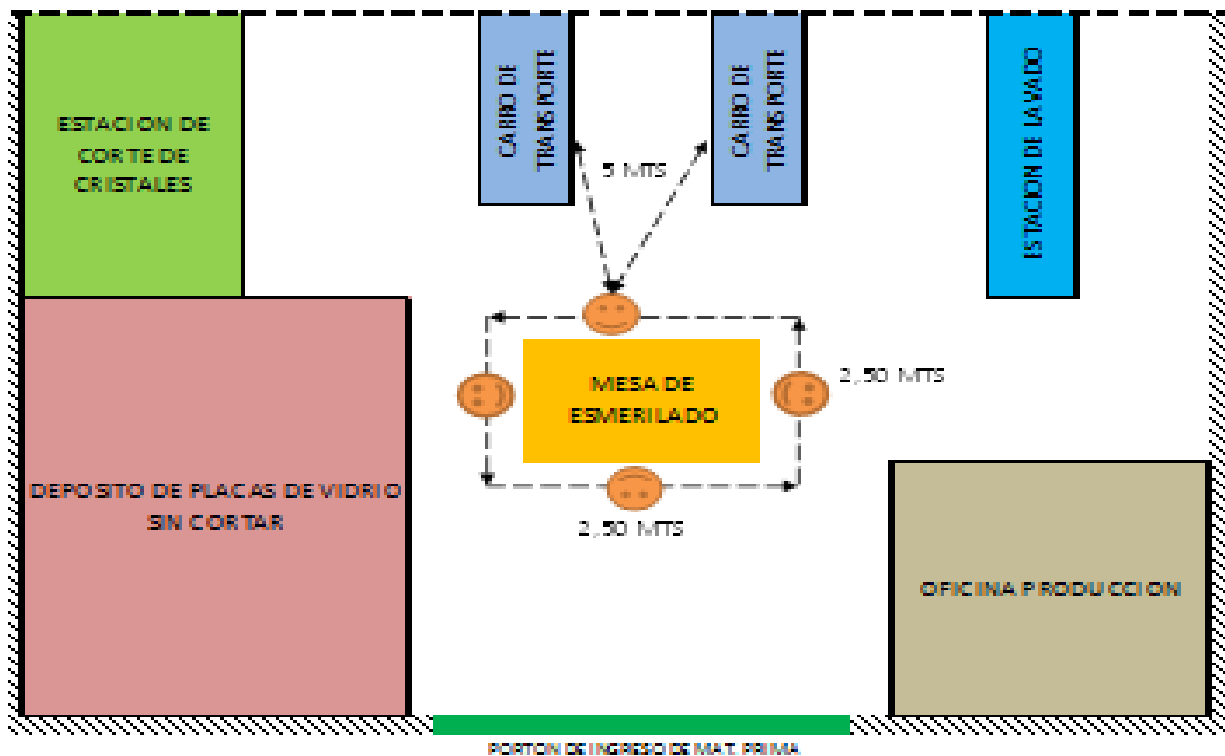 ESTACION DE
CORTE DE
CRISTALES
CARRO DE
TRANSPORTE
CARRO DE
TRANSPORTE
ESTACION DE LAVADO
5 MTS
MESA DE
ESMERILADO
2,50 MTS
2,50 MTS
DEPOSITO DE PLACAS DE VIDRIO
SIN CORTAR
OFICINA PRODUCCION
PORTON DE INGRESO DE MAT. PRIMA